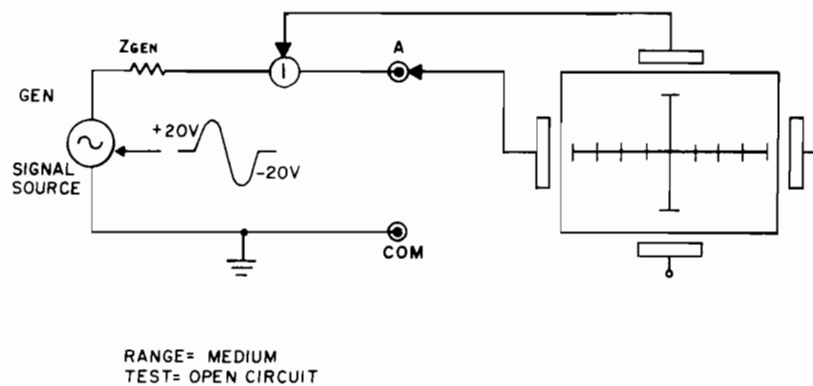 A
ZGEN
I
GEN
+20V
-20V
SIGNAL
SOURCE
COM
RANGE= MEDIUM
TEST= OPEN CIRCUIT